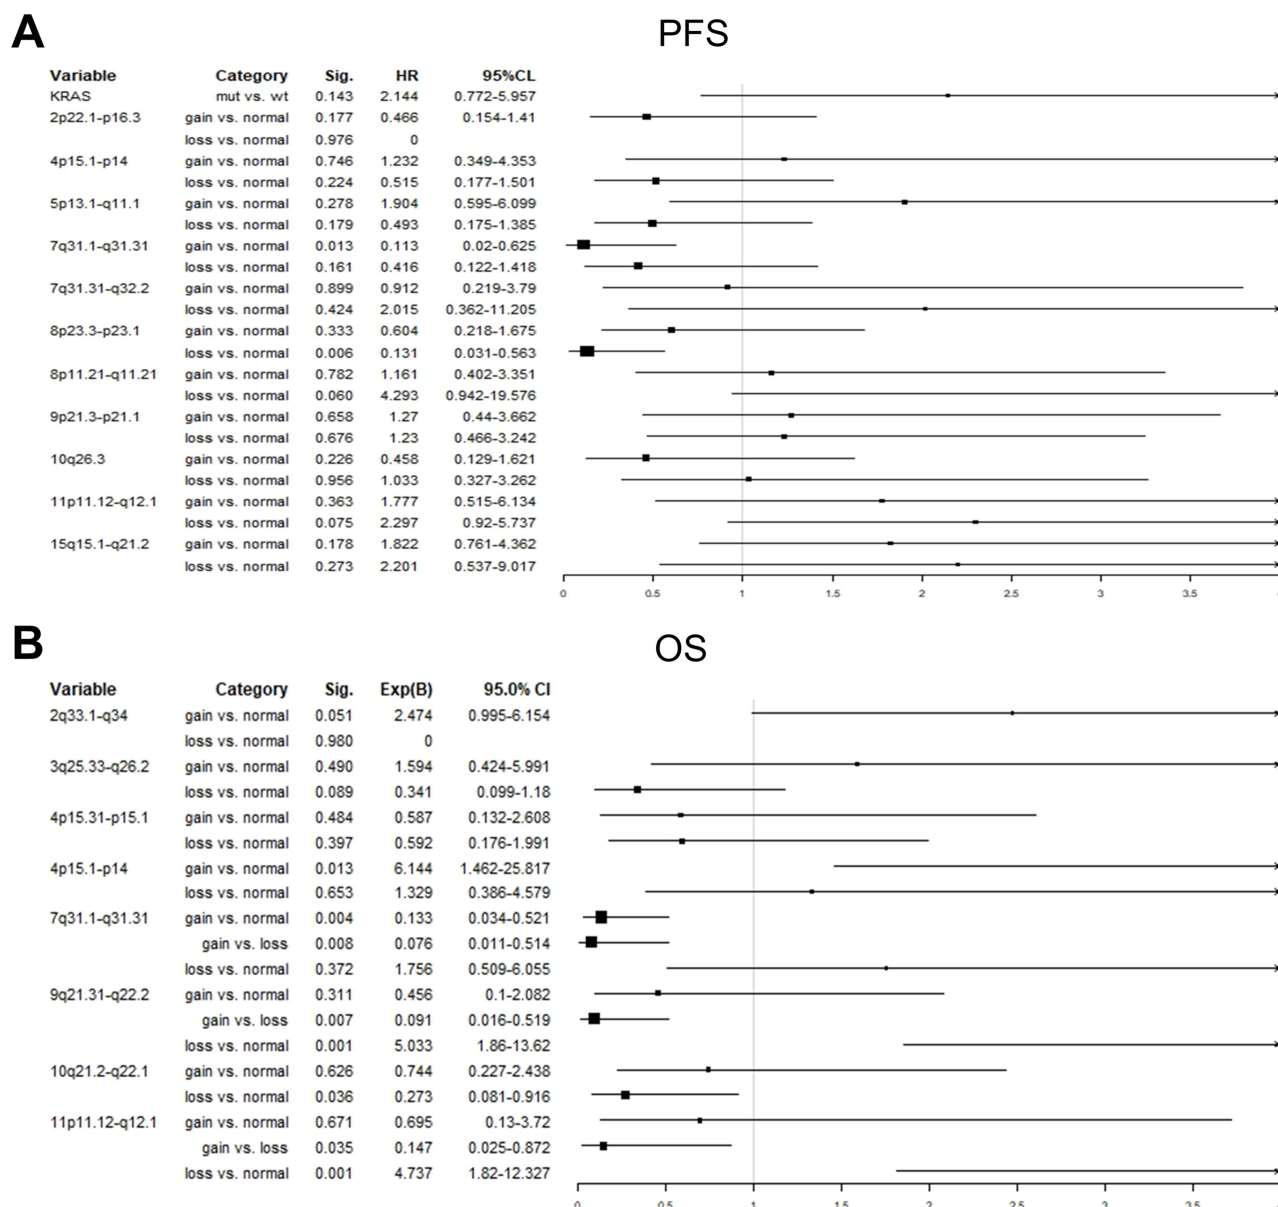 A
PFS
Variable Category Sig. HR 95%CL
KRAS mut vs. wt 0.143 2.144 0.772-5.957
2p22.1-p16.3 gain vs. normal 0.177 0.466 0.154-1.41
loss vs. normal 0.976 0
4p15.1-p14 gain vs. normal 0.746 1.232 0.349-4.353
loss vs. normal 0.224 0.515 0.177-1.501
5p13.1-q11.1 gain vs. normal 0.278 1.904 0.595-6.099
loss vs. normal 0.179 0.493 0.175-1.385
7q31.1-q31.31 gain vs. normal 0.013 0.113 0.02-0.625
loss vs. normal 0.161 0.416 0.122-1.418
7q31.31-q32.2 gain vs. normal 0.899 0.912 0.219-3.79
loss vs. normal 0.424 2.015 0.362-11.205
8p23.3-p23.1 gain vs. normal 0.333 0.604 0.218-1.675
loss vs. normal 0.006 0.131 0.031-0.563
8p11.21-q11.21 gain vs. normal 0.782 1.161 0.402-3.351
loss vs. normal 0.060 4.293 0.942-19.576
9p21.3-p21.1 gain vs. normal 0.658 1.27 0.44-3.662
loss vs. normal 0.676 1.23 0.466-3.242
10q26.3 gain vs. normal 0.226 0.458 0.129-1.621
loss vs. normal 0.956 1.033 0.327-3.262
11p11.12-q12.1 gain vs. normal 0.363 1.777 0.515-6.134
loss vs. normal 0.075 2.297 0.92-5.737
15q15.1-q21.2 gain vs. normal 0.178 1.822 0.761-4.362
loss vs. normal 0.273 2.201 0.537-9.017
0 0.5 1 1.5 2 2.5 3 3.5
B
OS
Variable Category Sig. Exp(B) 95.0% CI
2q33.1-q34 gain vs. normal 0.051 2.474 0.995-6.154
loss vs. normal 0.980 0
3q25.33-q26.2 gain vs. normal 0.490 1.594 0.424-5.991
loss vs. normal 0.089 0.341 0.099-1.18
4p15.31-p15.1 gain vs. normal 0.484 0.587 0.132-2.608
loss vs. normal 0.397 0.592 0.176-1.991
4p15.1-p14 gain vs. normal 0.013 6.144 1.462-25.817
loss vs. normal 0.653 1.329 0.386-4.579
7q31.1-q31.31 gain vs. normal 0.004 0.133 0.034-0.521
gain vs. loss 0.008 0.076 0.011-0.514
loss vs. normal 0.372 1.756 0.509-6.055
9q21.31-q22.2 gain vs. normal 0.311 0.456 0.1-2.082
gain vs. loss 0.007 0.091 0.016-0.519
loss vs. normal 0.001 5.033 1.86-13.62
10q21.2-q22.1 gain vs. normal 0.626 0.744 0.227-2.438
loss vs. normal 0.036 0.273 0.081-0.916
11p11.12-q12.1 gain vs. normal 0.671 0.695 0.13-3.72
gain vs. loss 0.035 0.147 0.025-0.872
loss vs. normal 0.001 4.737 1.82-12.327
0 0.5 1 1.5 2 2.5 3 3.5